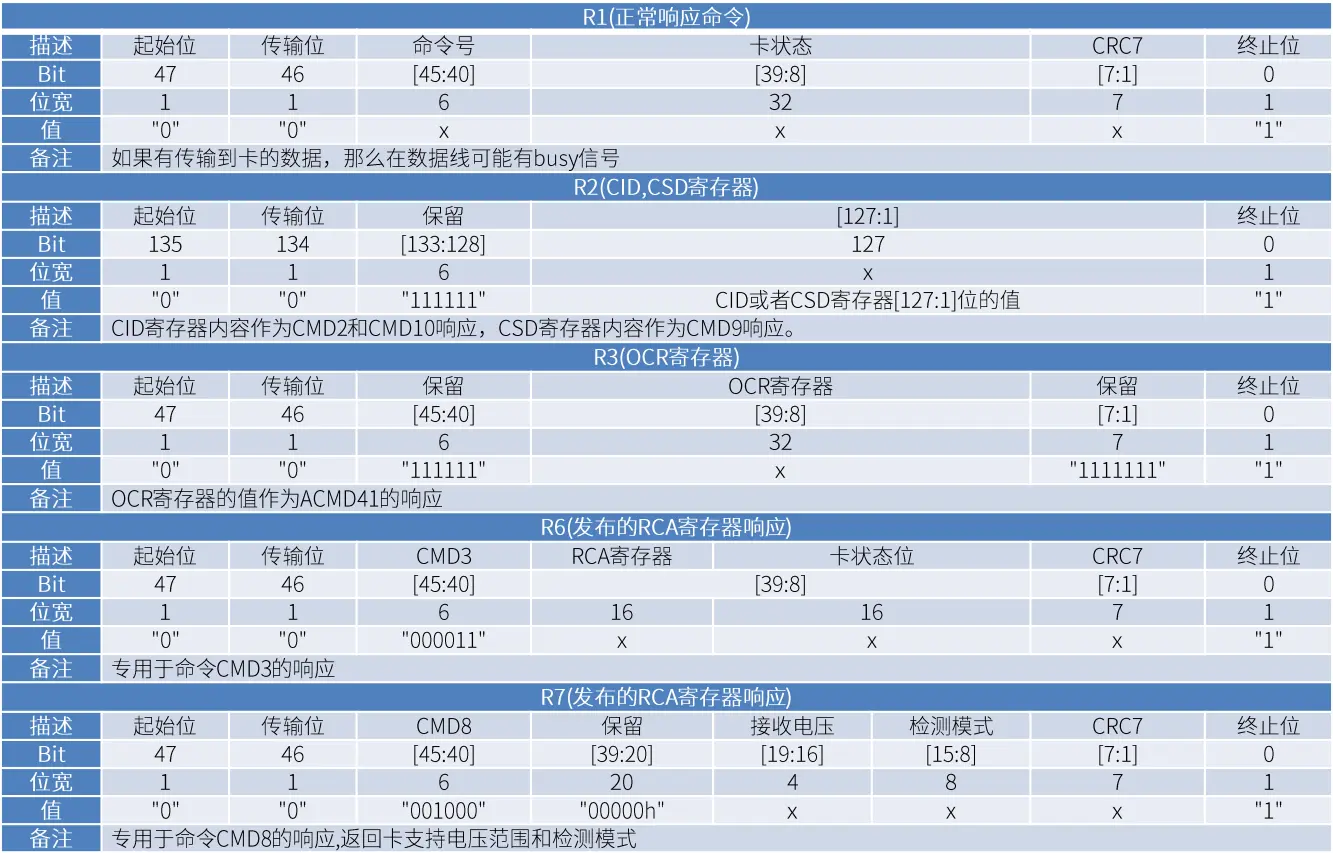 R1(正常响应命令)
描述 起始位 传输位 命令号 卡状态 CRC7 终止位
Bit 47 46 [45:40] [39:8] [7:1] 0
位宽 1 1 6 32 7 1
值 "0" "0" x x x "1"
备注 如果有传输到卡的数据，那么在数据线可能有busy信号
R2(CID,CSD寄存器)
描述 起始位 传输位 保留 [127:1] 终止位
Bit 135 134 [133:128] 127 0
位宽 1 1 6 x 1
值 "0" "0" "111111" CID或者CSD寄存器[127:1]位的值 "1"
备注 CID寄存器内容作为CMD2和CMD10响应，CSD寄存器内容作为CMD9响应。
R3(OCR寄存器)
描述 起始位 传输位 保留 OCR寄存器 保留 终止位
Bit 47 46 [45:40] [39:8] [7:1] 0
位宽 1 1 6 32 7 1
值 "0" "0" "111111" x "1111111" "1"
备注 OCR寄存器的值作为ACMD41的响应
R6(发布的RCA寄存器响应)
描述 起始位 传输位 CMD3 RCA寄存器 卡状态位 CRC7 终止位
Bit 47 46 [45:40] [39:8] [7:1] 0
位宽 1 1 6 16 16 7 1
值 "0" "0" "000011" x x x "1"
备注 专用于命令CMD3的响应
R7(发布的RCA寄存器响应)
描述 起始位 传输位 CMD8 保留 接收电压 检测模式 CRC7 终止位
Bit 47 46 [45:40] [39:20] [19:16] [15:8] [7:1] 0
位宽 1 1 6 20 4 8 7 1
值 "0" "0" "001000" "00000h" x x x "1"
备注 专用于命令CMD8的响应,返回卡支持电压范围和检测模式